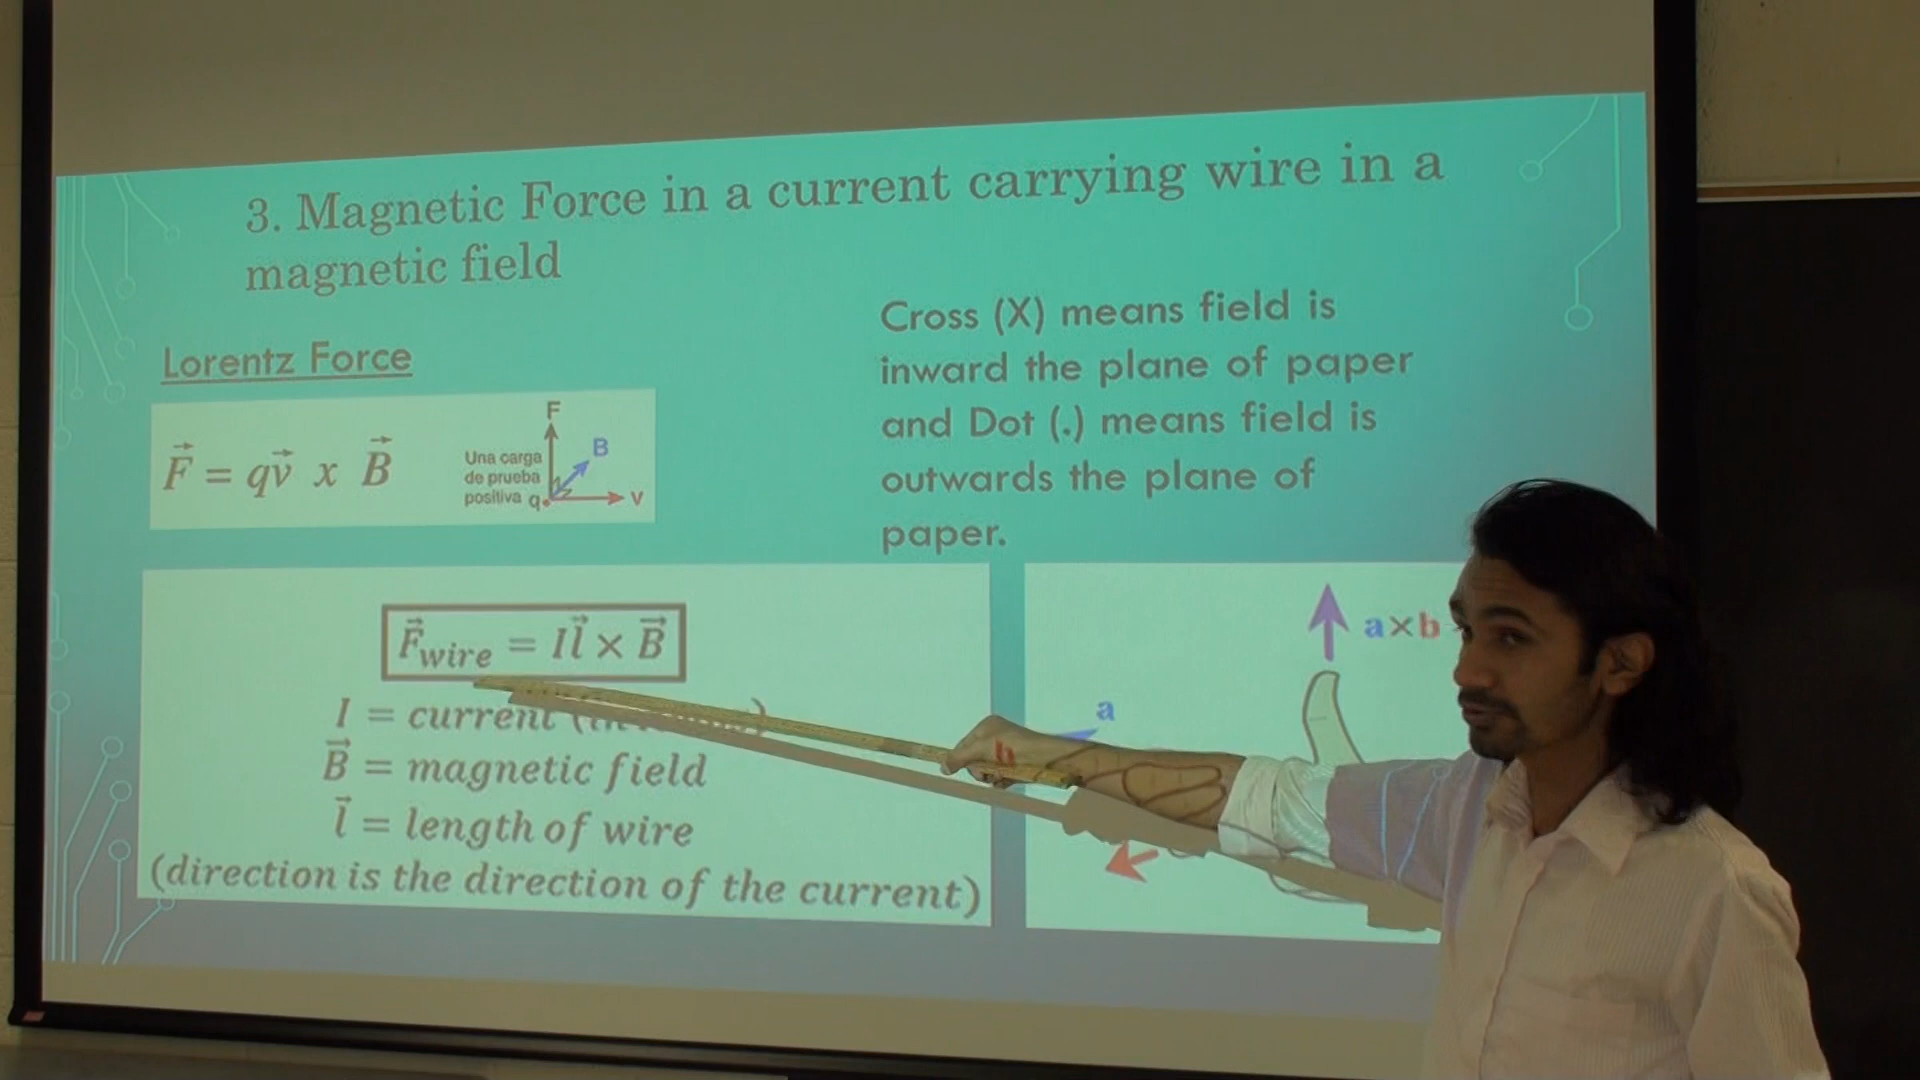 3. Magnetic Force in a current carrying wire in a
magnetic field
Lorentz Force
F⃗ = qv⃗ x B⃗
F
B
Una carga
de prueba
positiva q
v
Cross (X) means field is
inward the plane of paper
and Dot (.) means field is
outwards the plane of
paper.
F⃗wire = Il⃗ × B⃗
I = current
B⃗ = magnetic field
l⃗ = length of wire
(direction is the direction of the current)
a×b
a
b